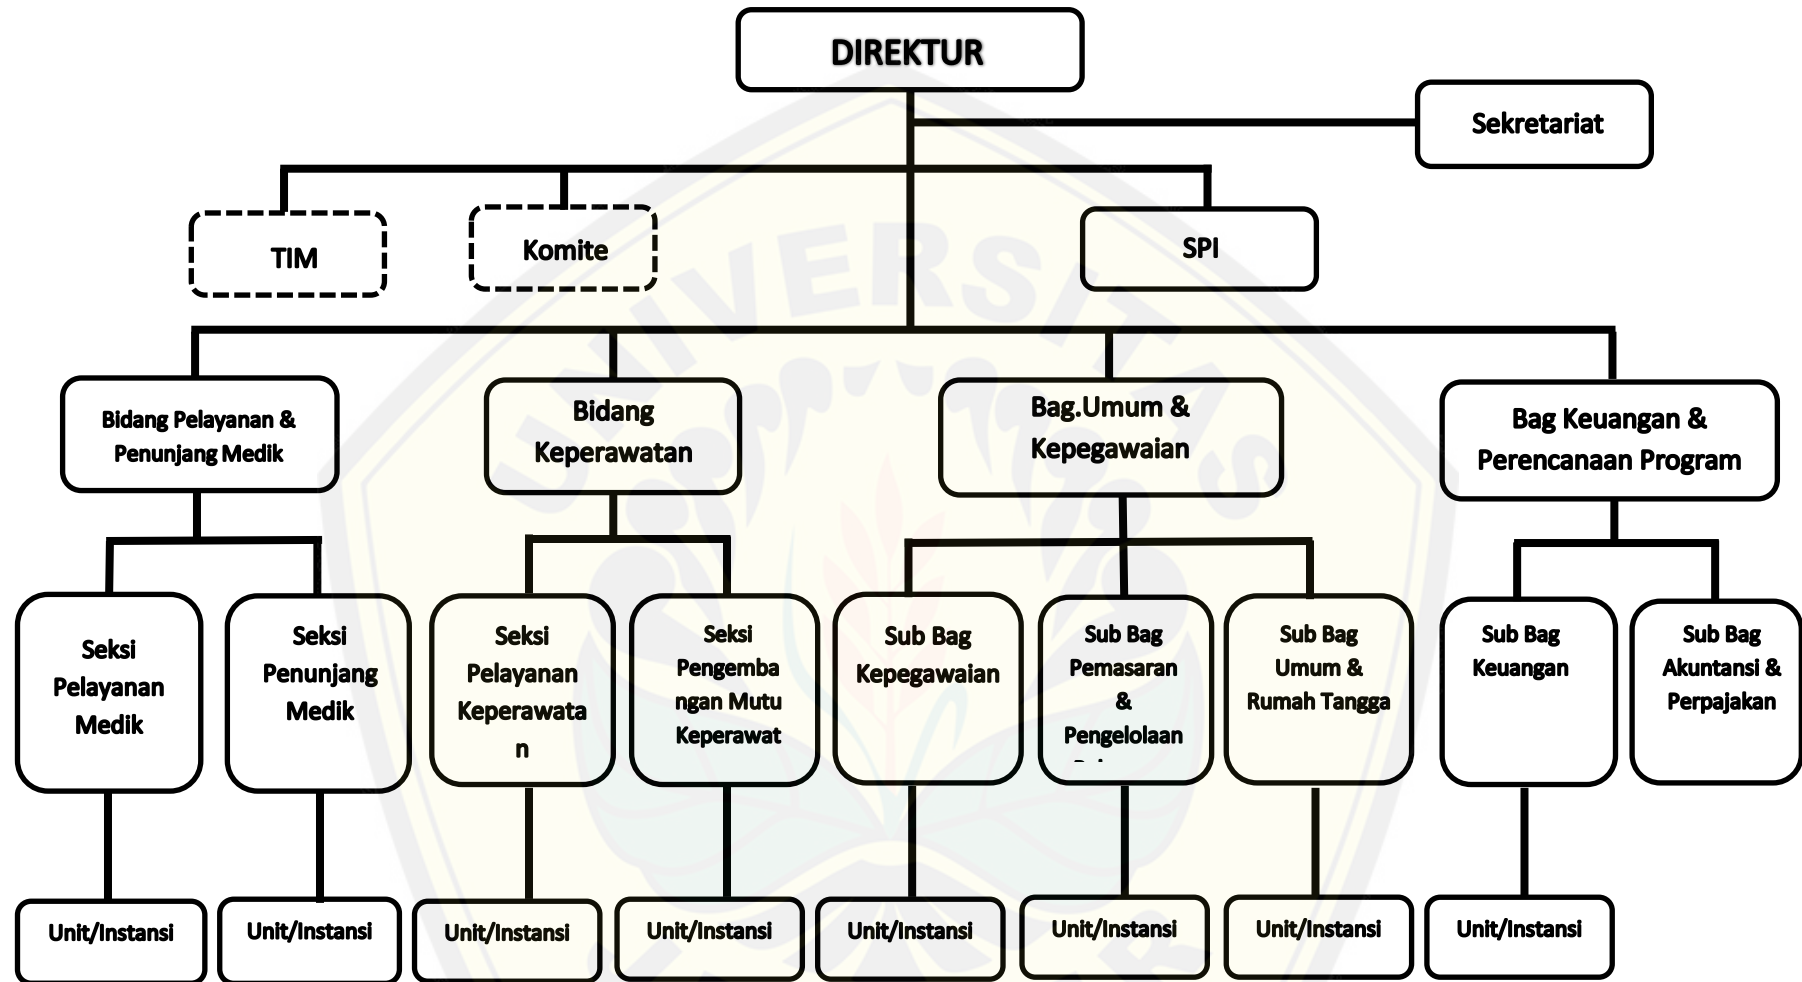 DIREKTUR
Sekretariat
TIM
Komite
SPI
Bidang Pelayanan &
Penunjang Medik
Bidang
Keperawatan
Bag.Umum &
Kepegawaian
Bag Keuangan &
Perencanaan Program
Seksi
Pelayanan
Medik
Seksi
Penunjang
Medik
Seksi
Pelayanan
Keperawata
n
Seksi
Pengemba
ngan Mutu
Keperawat
Sub Bag
Kepegawaian
Sub Bag
Pemasaran
&
Pengelolaan
Sub Bag
Umum &
Rumah Tangga
Sub Bag
Keuangan
Sub Bag
Akuntansi &
Perpajakan
Unit/Instansi
Unit/Instansi
Unit/Instansi
Unit/Instansi
Unit/Instansi
Unit/Instansi
Unit/Instansi
Unit/Instansi
UNIVERSITAS